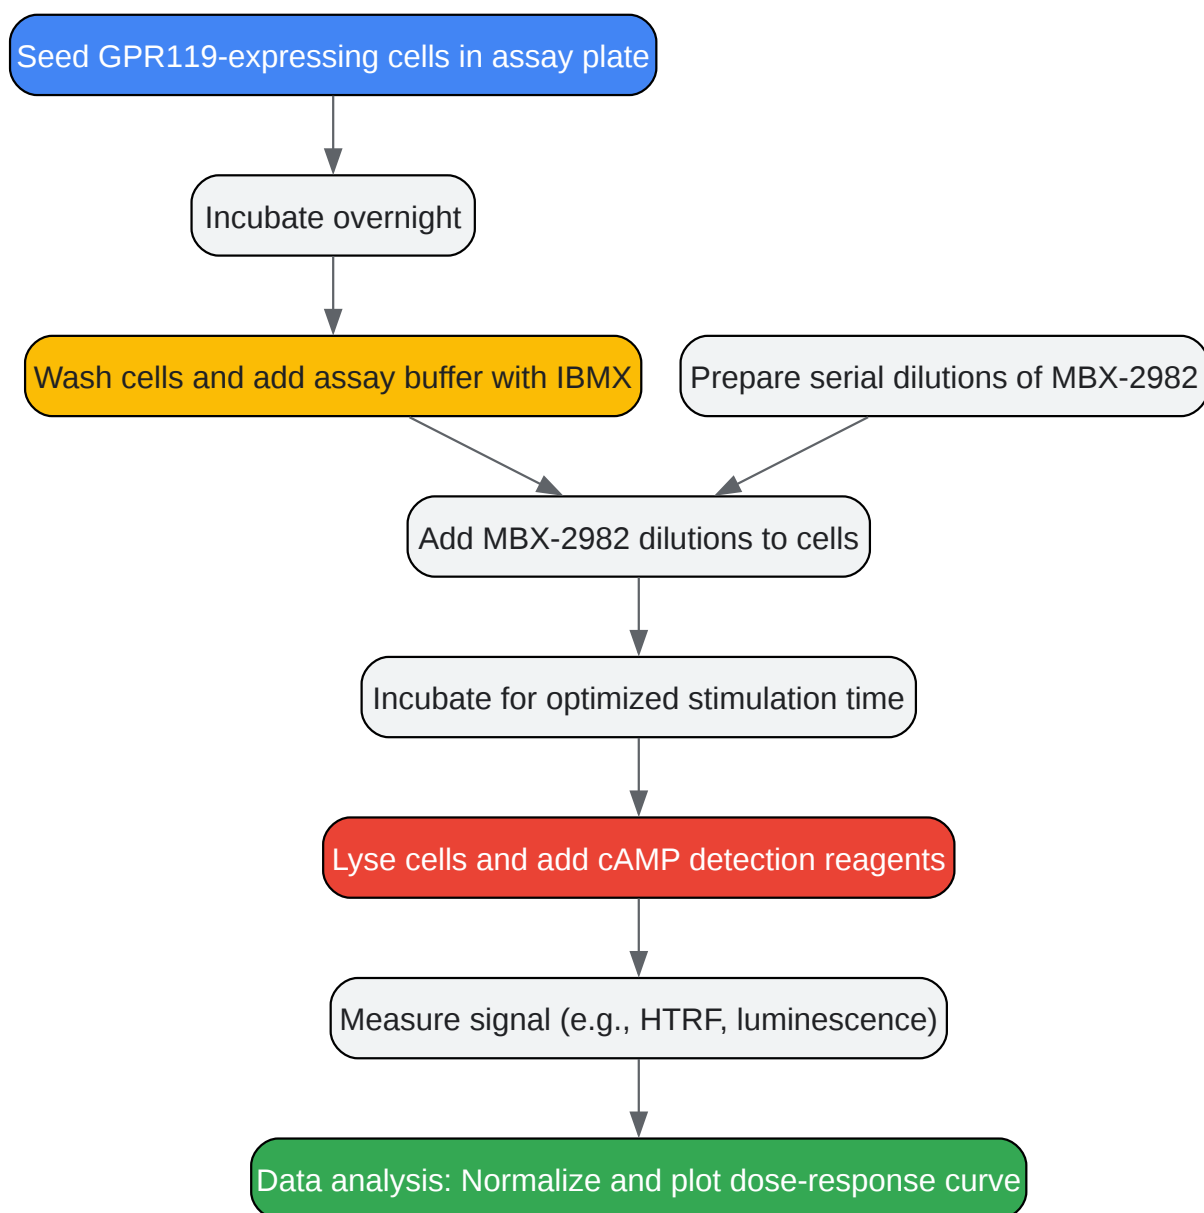 Seed GPR119-expressing cells in assay plate
Incubate overnight
Wash cells and add assay buffer with IBMX
Prepare serial dilutions of MBX-2982
Add MBX-2982 dilutions to cells
Incubate for optimized stimulation time
Lyse cells and add cAMP detection reagents
Measure signal (e.g., HTRF, luminescence)
Data analysis: Normalize and plot dose-response curve